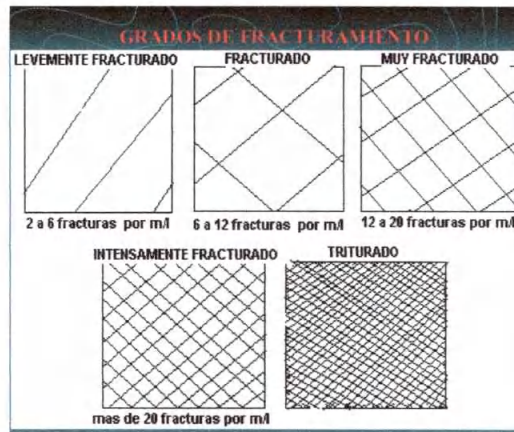 GRADOS DE FRACTURAMIENTO
LEVEMENTE FRACTURADO
FRACTURADO
MUY FRACTURADO
2 a 6 fracturas por m/l
6 a 12 fracturas por m/l
12 a 20 fracturas por m/l
INTENSAMENTE FRACTURADO
TRITURADO
mas de 20 fracturas por m/l